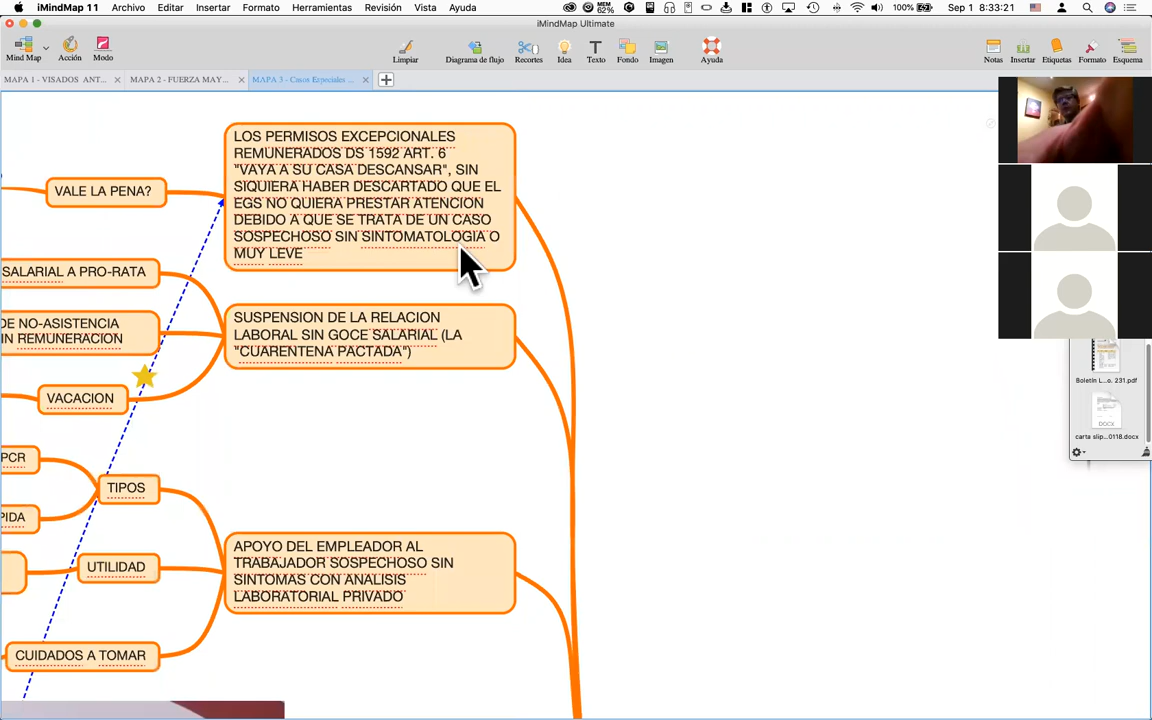 iMindMap 11 Archivo Editar Insertar Formato Herramientas Revisión Vista Ayuda
MEM
62%
100%
Sep 1 8:33:21
iMindMap Ultimate
Mind Map
Acción
Modo
Limpiar
Diagrama de flujo
Recortes
Idea
Texto
Fondo
Imagen
Ayuda
Notas
Insertar
Etiquetas
Formato
Esquema
MAPA 1 - VISADOS ANT...
MAPA 2 - FUERZA MAY...
MAPA 3 - Casos Especiales ...
LOS PERMISOS EXCEPCIONALES
REMUNERADOS DS 1592 ART. 6
"VAYA A SU CASA DESCANSAR", SIN
SIQUIERA HABER DESCARTADO QUE EL
EGS NO QUIERA PRESTAR ATENCION
DEBIDO A QUE SE TRATA DE UN CASO
SOSPECHOSO SIN SINTOMATOLOGIA O
MUY LEVE
VALE LA PENA?
SALARIAL A PRO-RATA
DE NO-ASISTENCIA
IN REMUNERACION
VACACION
SUSPENSION DE LA RELACION
LABORAL SIN GOCE SALARIAL (LA
"CUARENTENA PACTADA")
PCR
PIDA
TIPOS
UTILIDAD
CUIDADOS A TOMAR
APOYO DEL EMPLEADOR AL
TRABAJADOR SOSPECHOSO SIN
SINTOMAS CON ANALISIS
LABORATORIAL PRIVADO
Boletin L...o. 231.pdf
DOCX
carta slip...0118.docx